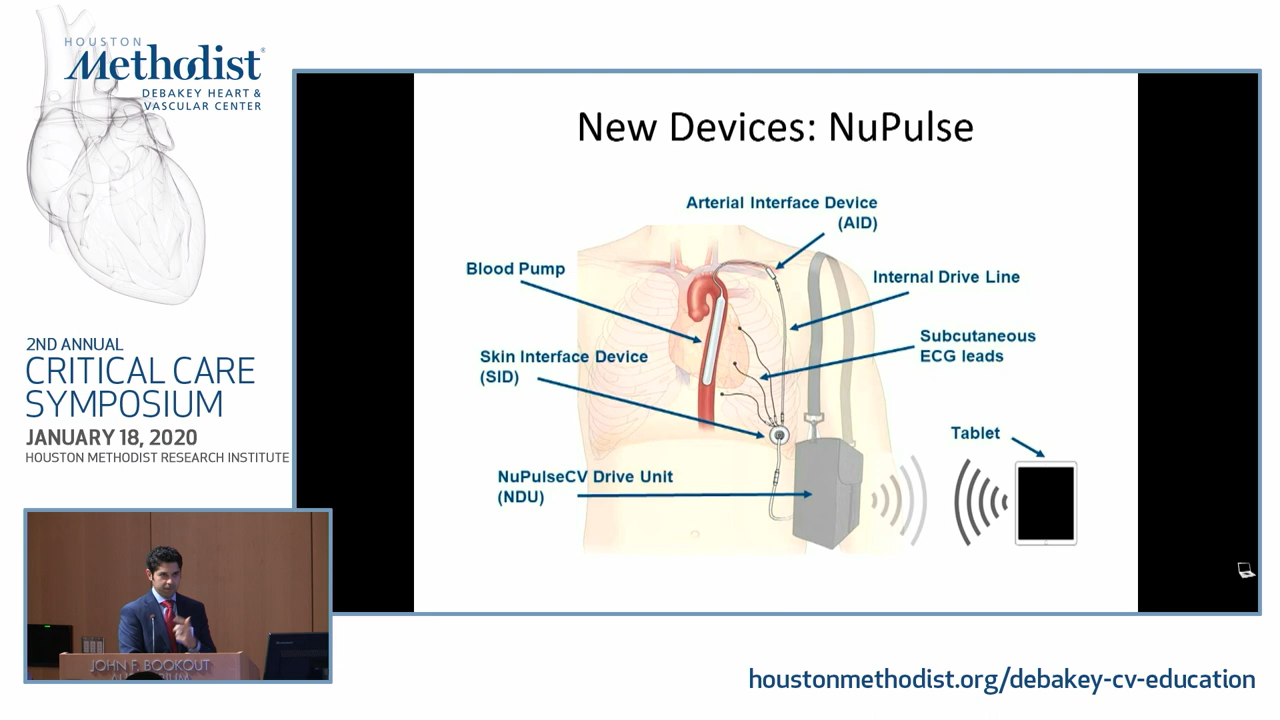 HOUSTON
Methodist®
DEBAKEY HEART &
VASCULAR CENTER
2ND ANNUAL
CRITICAL CARE
SYMPOSIUM
JANUARY 18, 2020
HOUSTON METHODIST RESEARCH INSTITUTE
New Devices: NuPulse
Arterial Interface Device
(AID)
Blood Pump
Internal Drive Line
Subcutaneous
ECG leads
Skin Interface Device
(SID)
Tablet
NuPulseCV Drive Unit
(NDU)
JOHN F. BOOKOUT
AUDITORIUM
houstonmethodist.org/debakey-cv-education